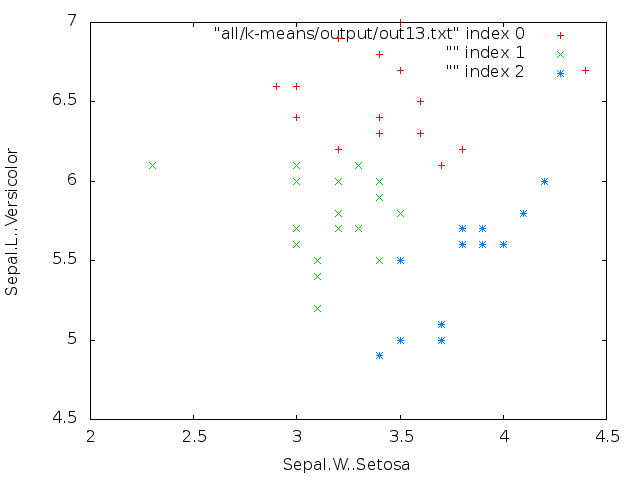 7
"all/k-means/output/out13.txt" index 0
"" index 1
"" index 2
6.5
6
5.5
5
4.5
2
2.5
3
3.5
4
4.5
Sepal.L..Versicolor
Sepal.W..Setosa